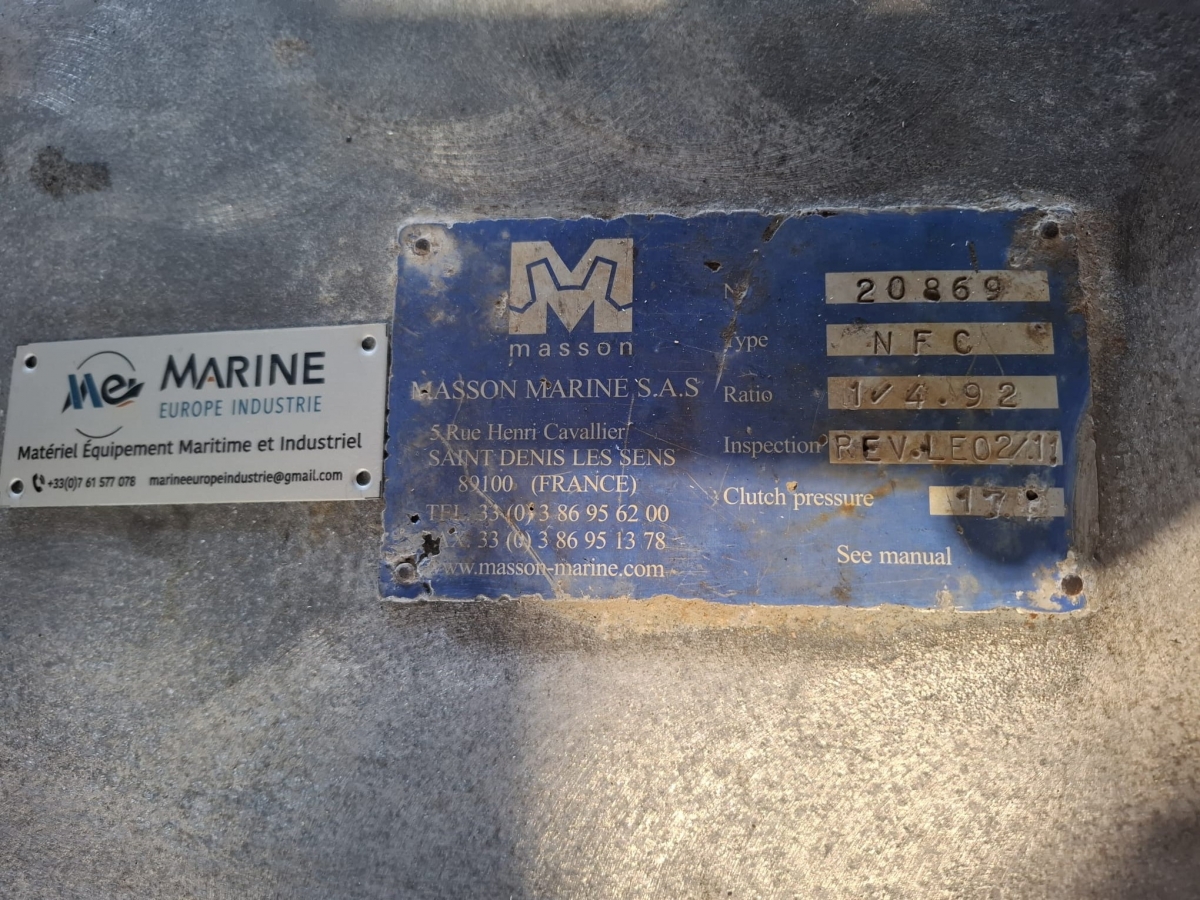 Me MARINE
EUROPE INDUSTRIE
Matériel Équipement Maritime et Industriel
+33(0)7 61 577 078 marineeuropeindustrie@gmail.com
M
masson
MASSON MARINE S.A.S
5 Rue Henri Cavallier
SAINT DENIS LES SENS
89100 (FRANCE)
TEL. 33 (0) 3 86 95 62 00
33 (0) 3 86 95 13 78
www.masson-marine.com
20869
Type NFC
Ratio 1/4.92
Inspection REV.LE02/11
Clutch pressure
See manual